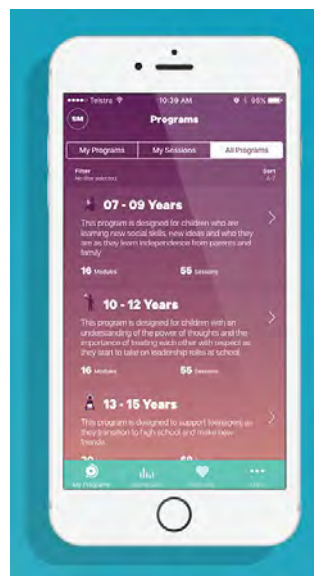 Telstra 10:39 AM 96%
SM Programs
My Programs My Sessions All Programs
Filter Sort
No filter selected A-Z
07 - 09 Years
This program is designed for children who are
learning new social skills, new ideas and who they
are as they learn independence from parents and
family
16 Modules 55 Sessions
10 - 12 Years
This program is designed for children with an
understanding of the power of thoughts and the
importance of treating each other with respect as
they start to take on leadership roles at school.
16 Modules 55 Sessions
13 - 15 Years
This program is designed to support teenagers as
they transition to high school and make new
friends.
My Programs